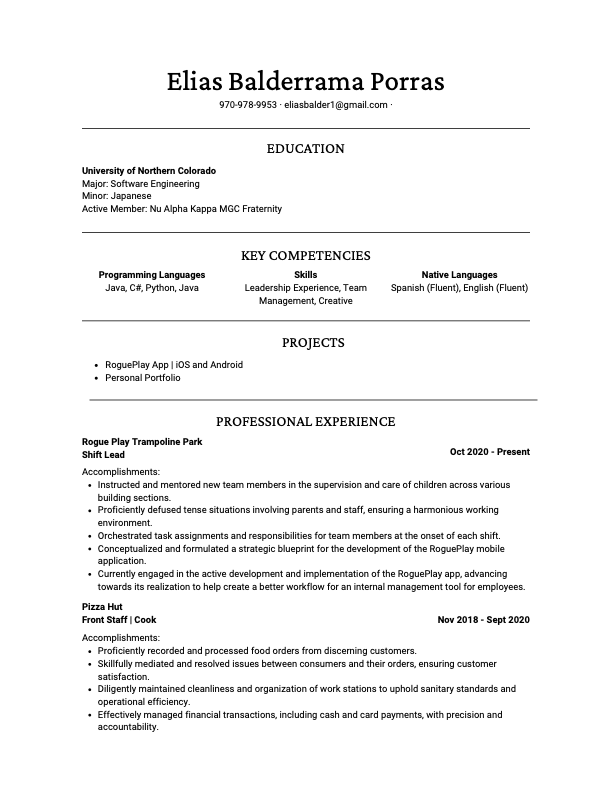 Elias Balderrama Porras
970-978-9953 · eliasbalder1@gmail.com ·
EDUCATION
University of Northern Colorado
Major: Software Engineering
Minor: Japanese
Active Member: Nu Alpha Kappa MGC Fraternity
KEY COMPETENCIES
Programming Languages
Java, C#, Python, Java
Skills
Leadership Experience, Team
Management, Creative
Native Languages
Spanish (Fluent), English (Fluent)
PROJECTS
• RoguePlay App | iOS and Android
• Personal Portfolio
PROFESSIONAL EXPERIENCE
Rogue Play Trampoline Park
Shift Lead
Oct 2020 - Present
Accomplishments:
• Instructed and mentored new team members in the supervision and care of children across various
building sections.
• Proficiently defused tense situations involving parents and staff, ensuring a harmonious working
environment.
• Orchestrated task assignments and responsibilities for team members at the onset of each shift.
• Conceptualized and formulated a strategic blueprint for the development of the RoguePlay mobile
application.
• Currently engaged in the active development and implementation of the RoguePlay app, advancing
towards its realization to help create a better workflow for an internal management tool for employees.
Pizza Hut
Front Staff | Cook
Nov 2018 - Sept 2020
Accomplishments:
• Proficiently recorded and processed food orders from discerning customers.
• Skillfully mediated and resolved issues between consumers and their orders, ensuring customer
satisfaction.
• Diligently maintained cleanliness and organization of work stations to uphold sanitary standards and
operational efficiency.
• Effectively managed financial transactions, including cash and card payments, with precision and
accountability.